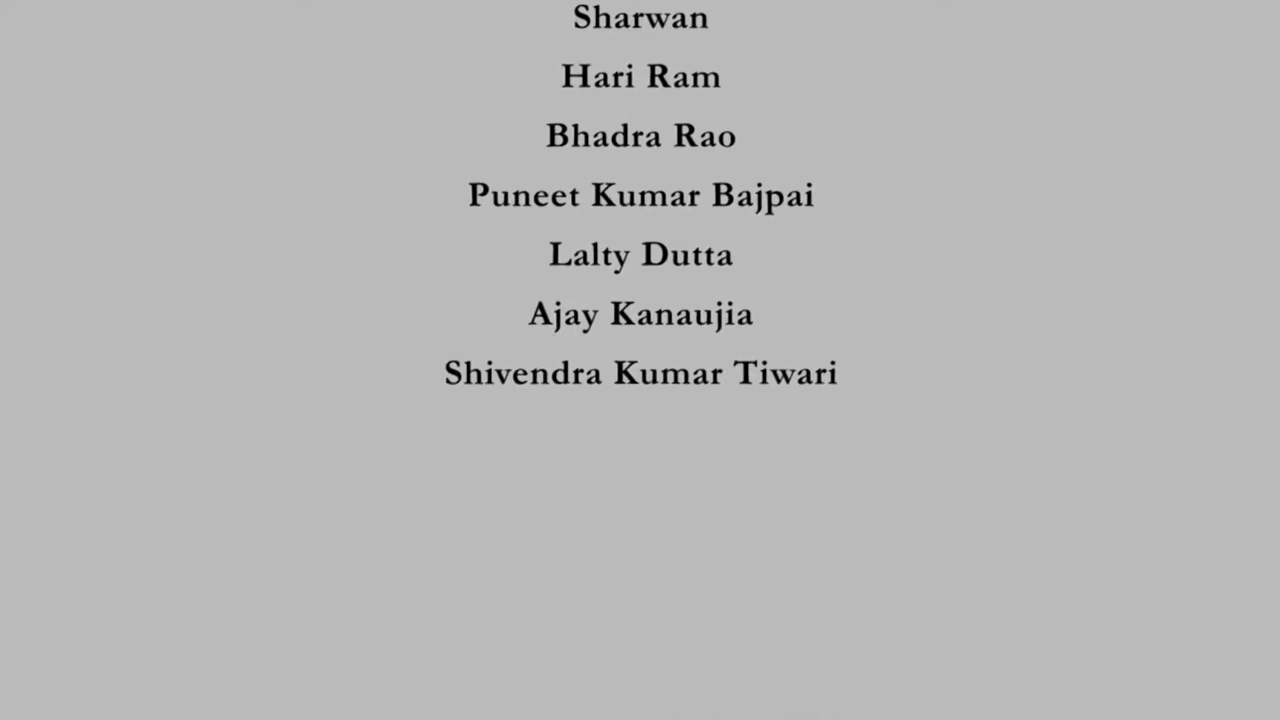 Sharwan
Hari Ram
Bhadra Rao
Puneet Kumar Bajpai
Lalty Dutta
Ajay Kanaujia
Shivendra Kumar Tiwari